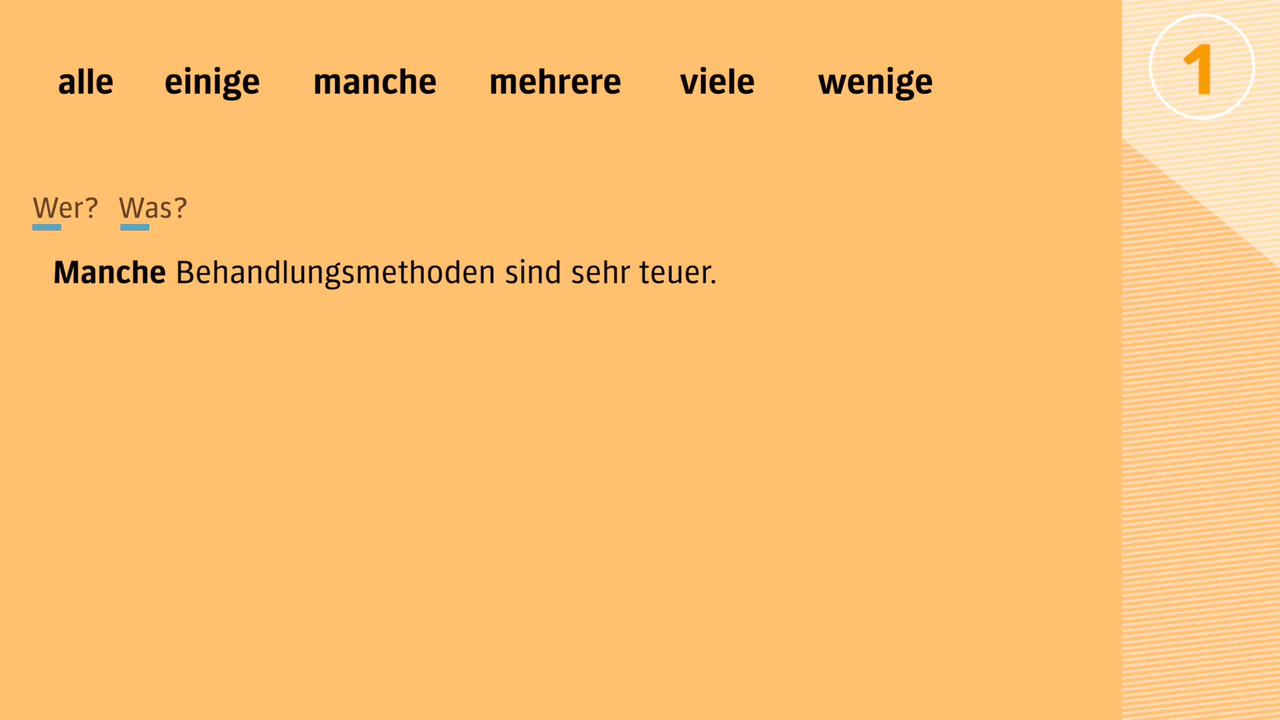 alle einige manche mehrere viele wenige
1
Wer? Was?
Manche Behandlungsmethoden sind sehr teuer.